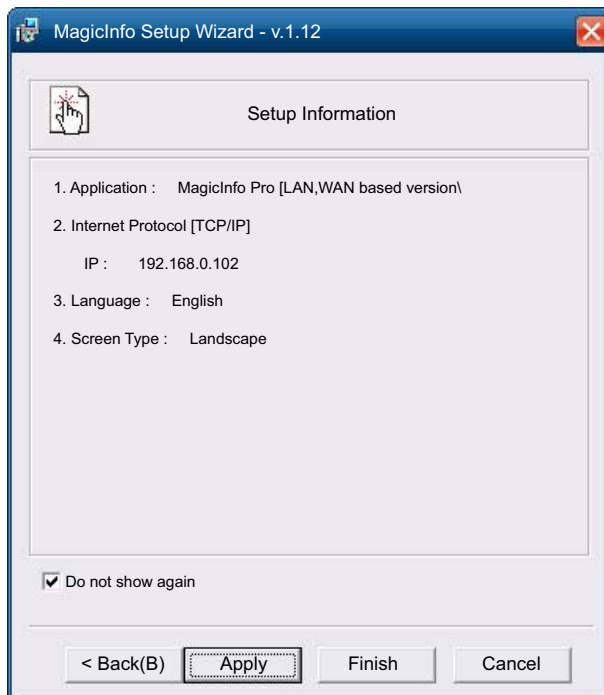 MagicInfo Setup Wizard - v.1.12
Setup Information
1. Application : MagicInfo Pro [LAN,WAN based version\
2. Internet Protocol [TCP/IP]
IP : 192.168.0.102
3. Language : English
4. Screen Type : Landscape
Do not show again
< Back(B) Apply Finish Cancel